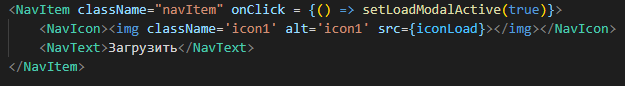 <NavItem className="navItem" onClick = {() => setLoadModalActive(true)}>
<NavIcon><img className='icon1' alt='icon1' src={iconLoad}></img></NavIcon>
<NavText>Загрузить</NavText>
</NavItem>